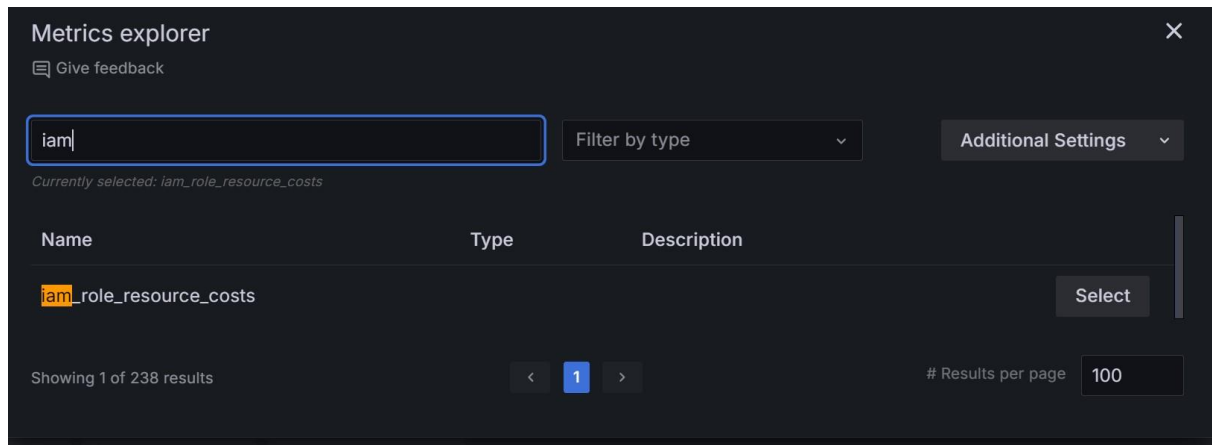 Metrics explorer
Give feedback
iam
Filter by type
Additional Settings
Currently selected: iam_role_resource_costs
Name Type Description
iam_role_resource_costs Select
Showing 1 of 238 results 1 # Results per page 100